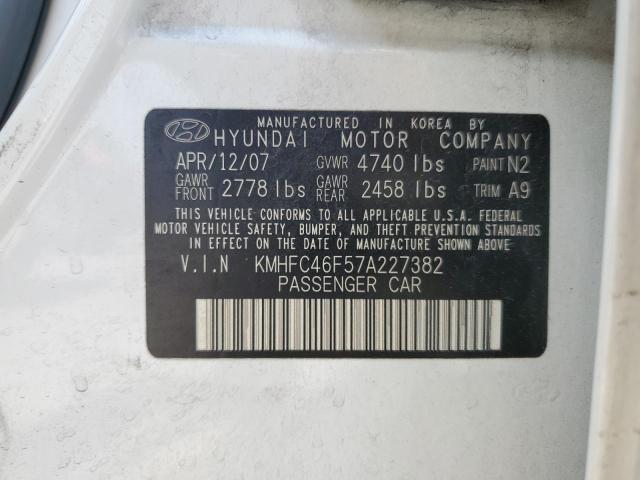 MANUFACTURED IN KOREA BY
HYUNDAI MOTOR COMPANY
APR/12/07 GVWR 4740 lbs PAINT N2
GAWR FRONT 2778 lbs GAWR REAR 2458 lbs TRIM A9
THIS VEHICLE CONFORMS TO ALL APPLICABLE U.S.A. FEDERAL
MOTOR VEHICLE SAFETY, BUMPER, AND THEFT PREVENTION STANDARDS
IN EFFECT ON THE DATE OF MANUFACTURE SHOWN ABOVE.
V.I.N KMHFC46F57A227382
PASSENGER CAR